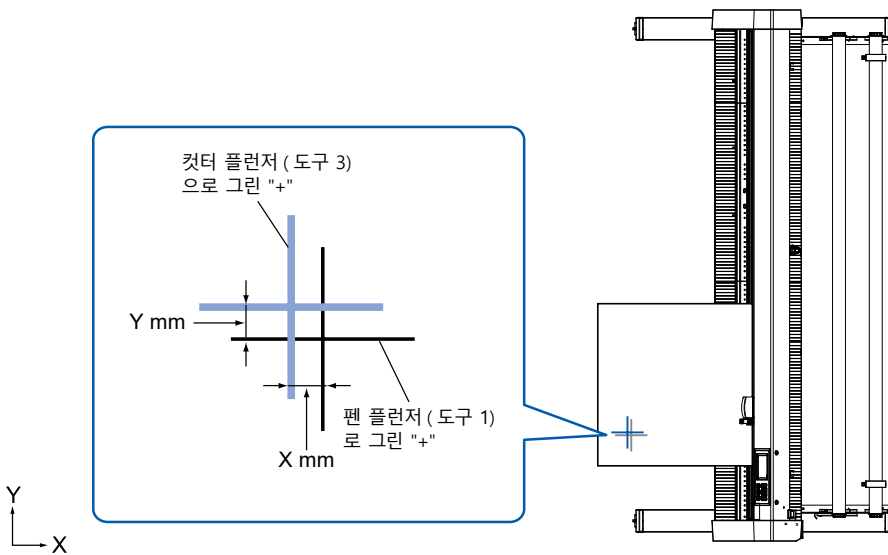 컷터 플런저 ( 도구 3)
으로 그린 "+"
Y mm
펜 플런저 ( 도구 1)
로 그린 "+"
X mm
Y
X